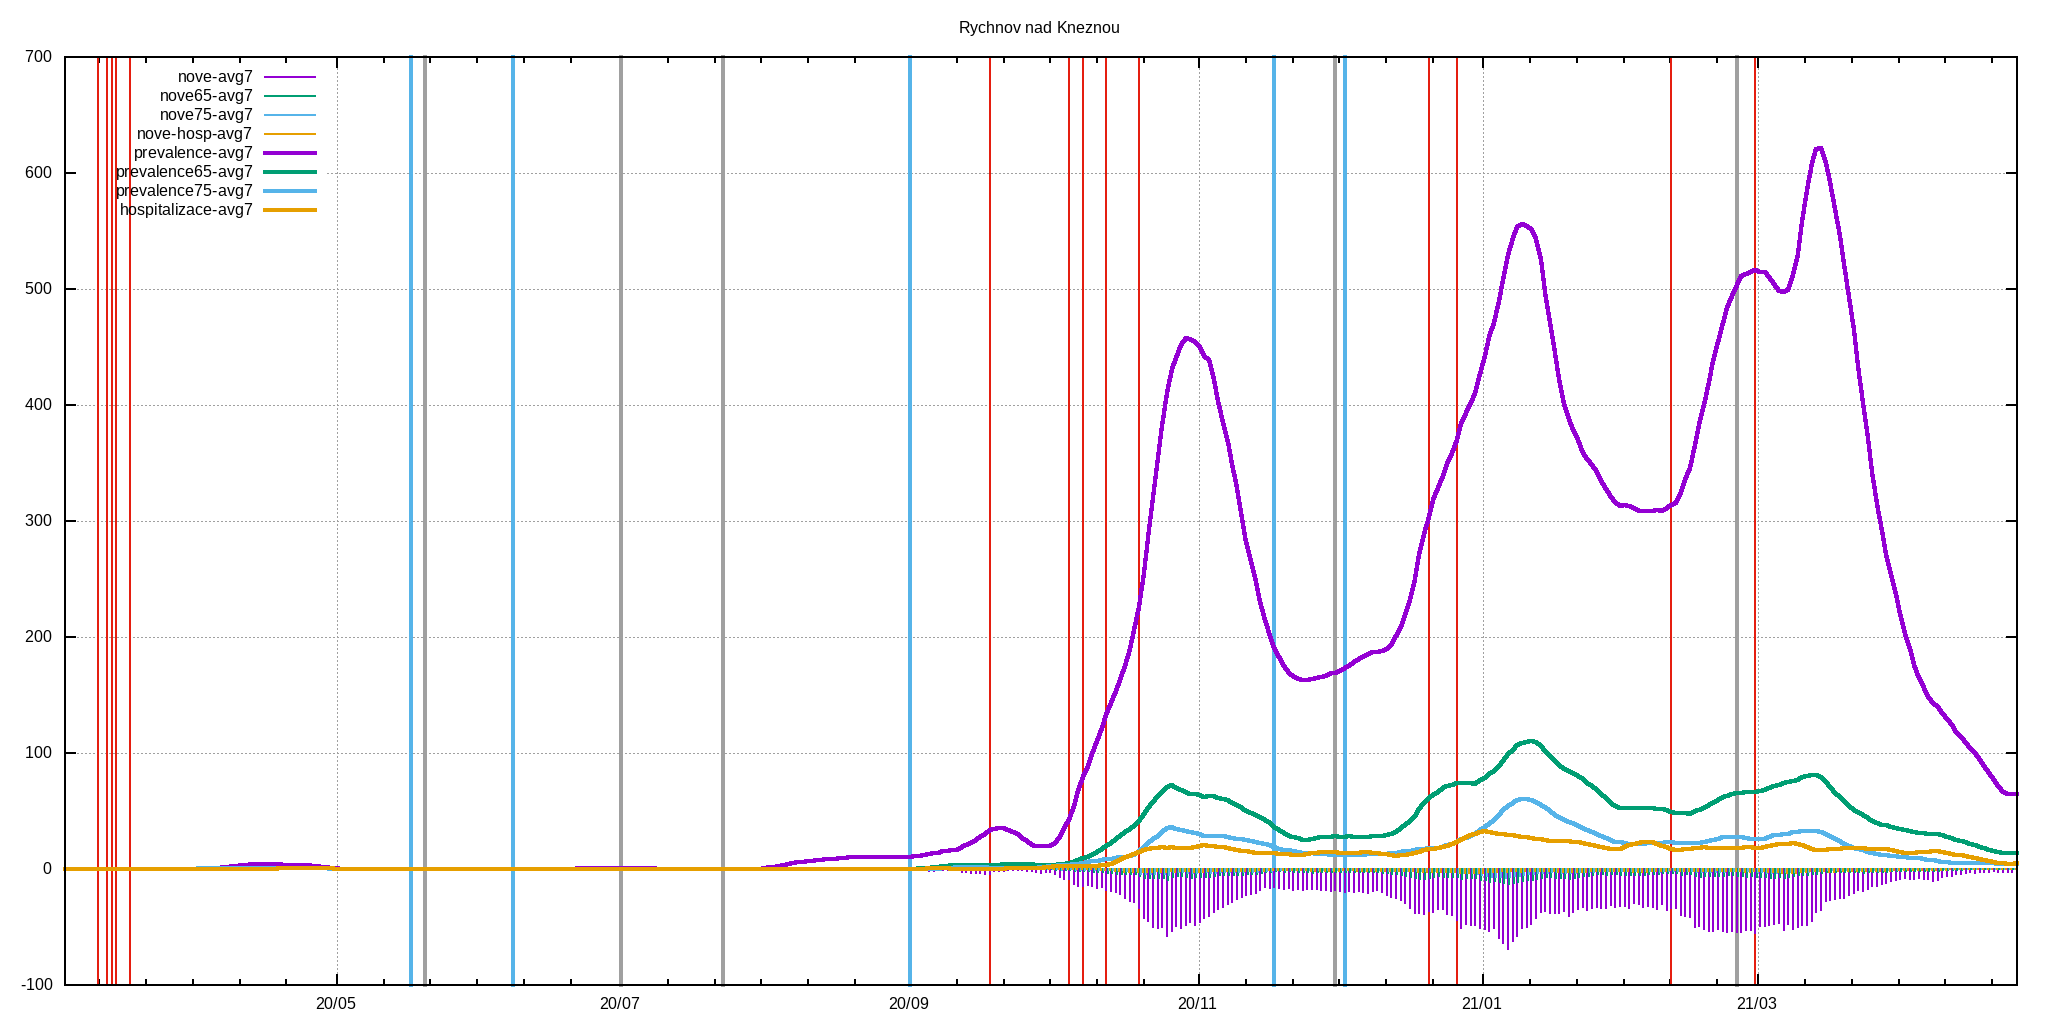 Rychnov nad Kneznou
700
600
500
400
300
200
100
0
-100
nove-avg7
nove65-avg7
nove75-avg7
nove-hosp-avg7
prevalence-avg7
prevalence65-avg7
prevalence75-avg7
hospitalizace-avg7
20/05
20/07
20/09
20/11
21/01
21/03